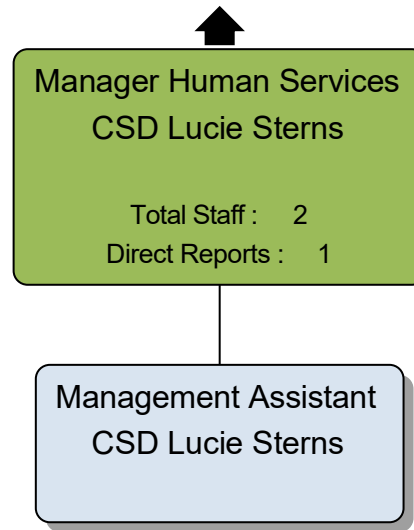 Manager Human Services
CSD Lucie Sterns
Total Staff : 2
Direct Reports : 1
Management Assistant
CSD Lucie Sterns